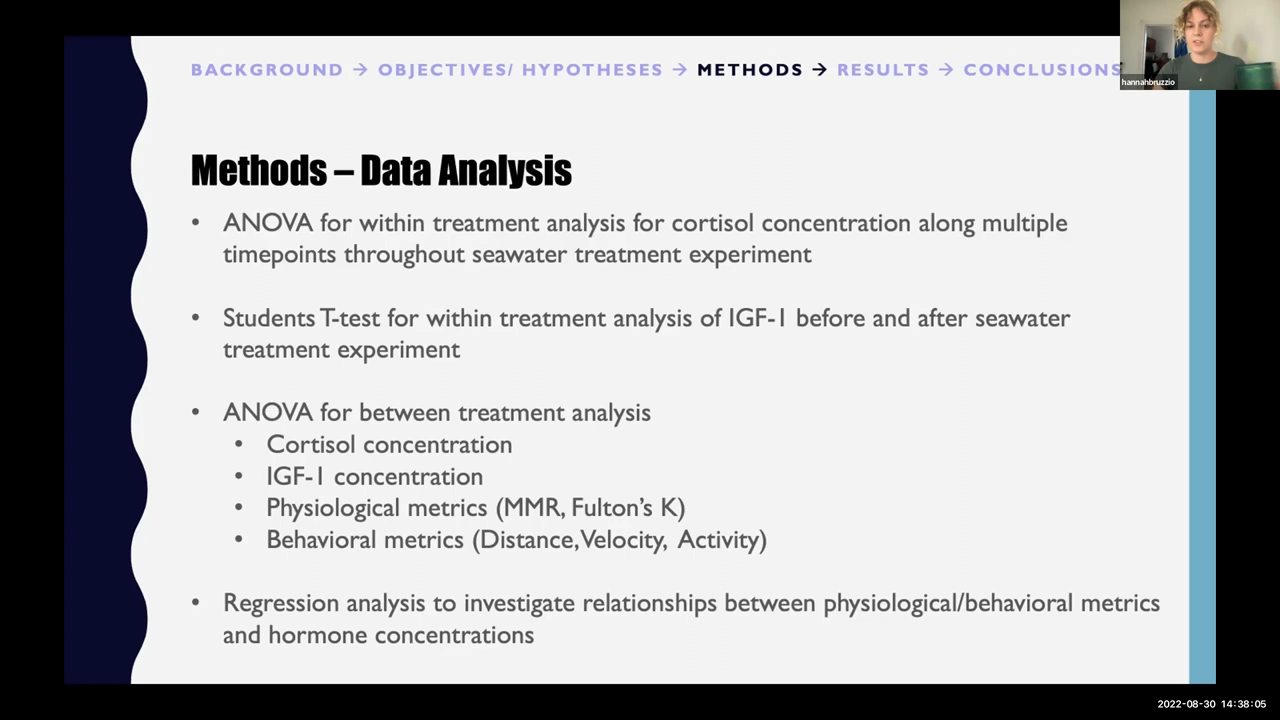 BACKGROUND → OBJECTIVES/ HYPOTHESES → METHODS → RESULTS → CONCLUSIONS
hannahbruzzio
Methods – Data Analysis
• ANOVA for within treatment analysis for cortisol concentration along multiple
timepoints throughout seawater treatment experiment
• Students T-test for within treatment analysis of IGF-1 before and after seawater
treatment experiment
• ANOVA for between treatment analysis
• Cortisol concentration
• IGF-1 concentration
• Physiological metrics (MMR, Fulton’s K)
• Behavioral metrics (Distance, Velocity, Activity)
• Regression analysis to investigate relationships between physiological/behavioral metrics
and hormone concentrations
2022-08-30 14:38:05